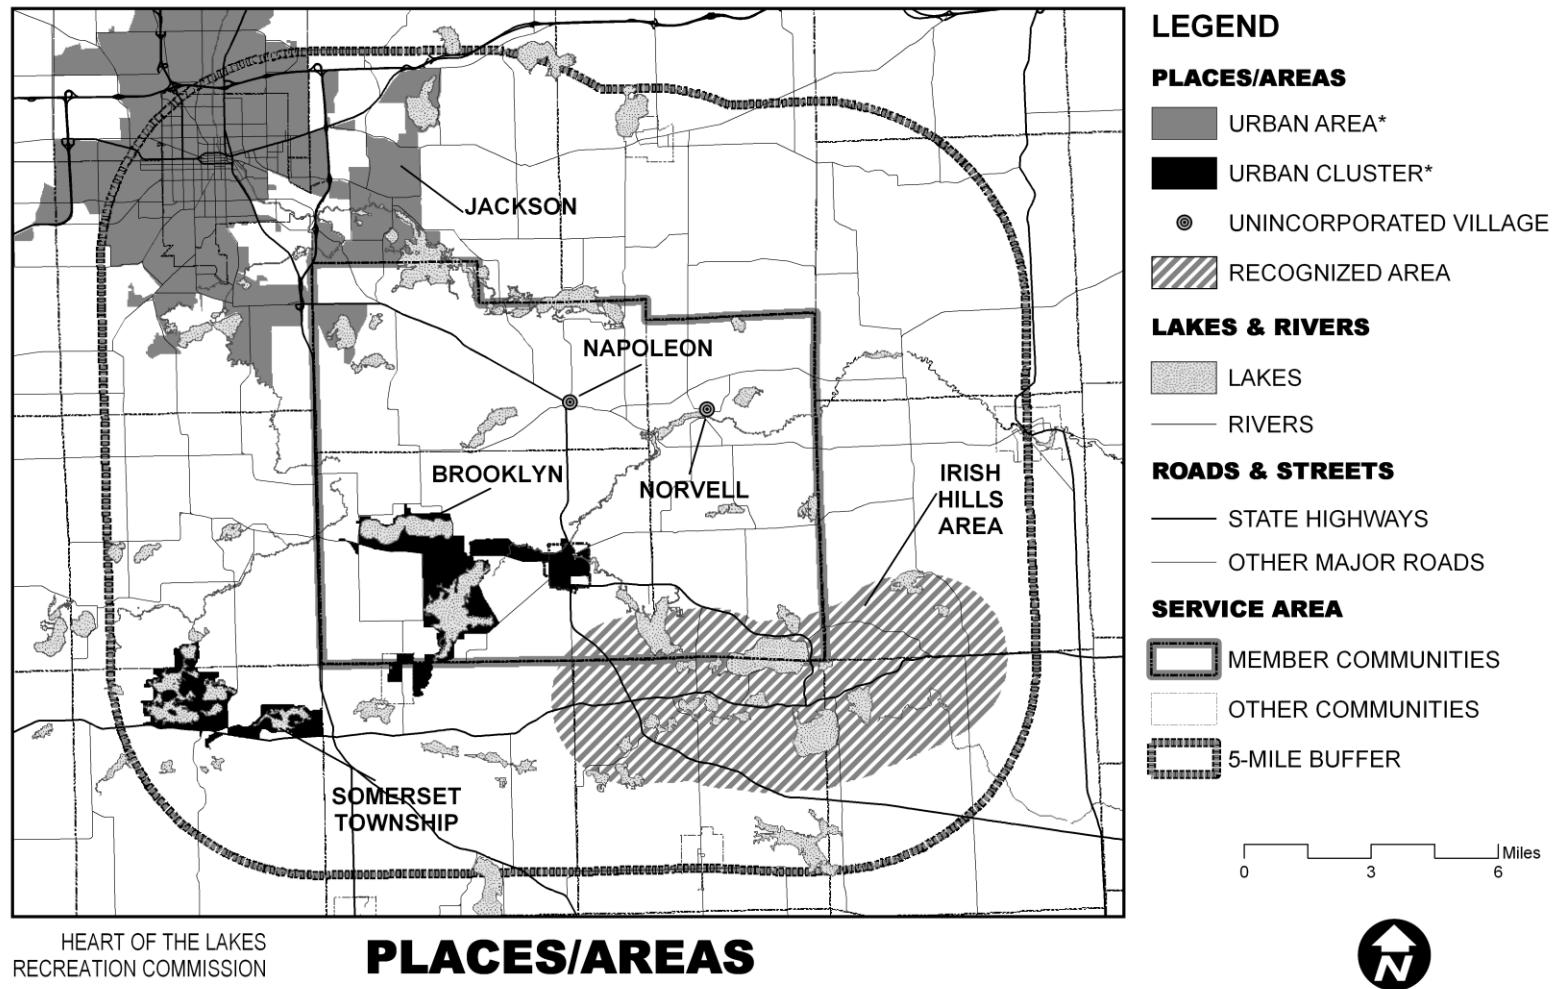 JACKSON
NAPOLEON
BROOKLYN
NORVELL
IRISH
HILLS
AREA
SOMERSET
TOWNSHIP
HEART OF THE LAKES
RECREATION COMMISSION
PLACES/AREAS
LEGEND
PLACES/AREAS
URBAN AREA*
URBAN CLUSTER*
UNINCORPORATED VILLAGE
RECOGNIZED AREA
LAKES & RIVERS
LAKES
RIVERS
ROADS & STREETS
STATE HIGHWAYS
OTHER MAJOR ROADS
SERVICE AREA
MEMBER COMMUNITIES
OTHER COMMUNITIES
5-MILE BUFFER
Miles
0 3 6
N